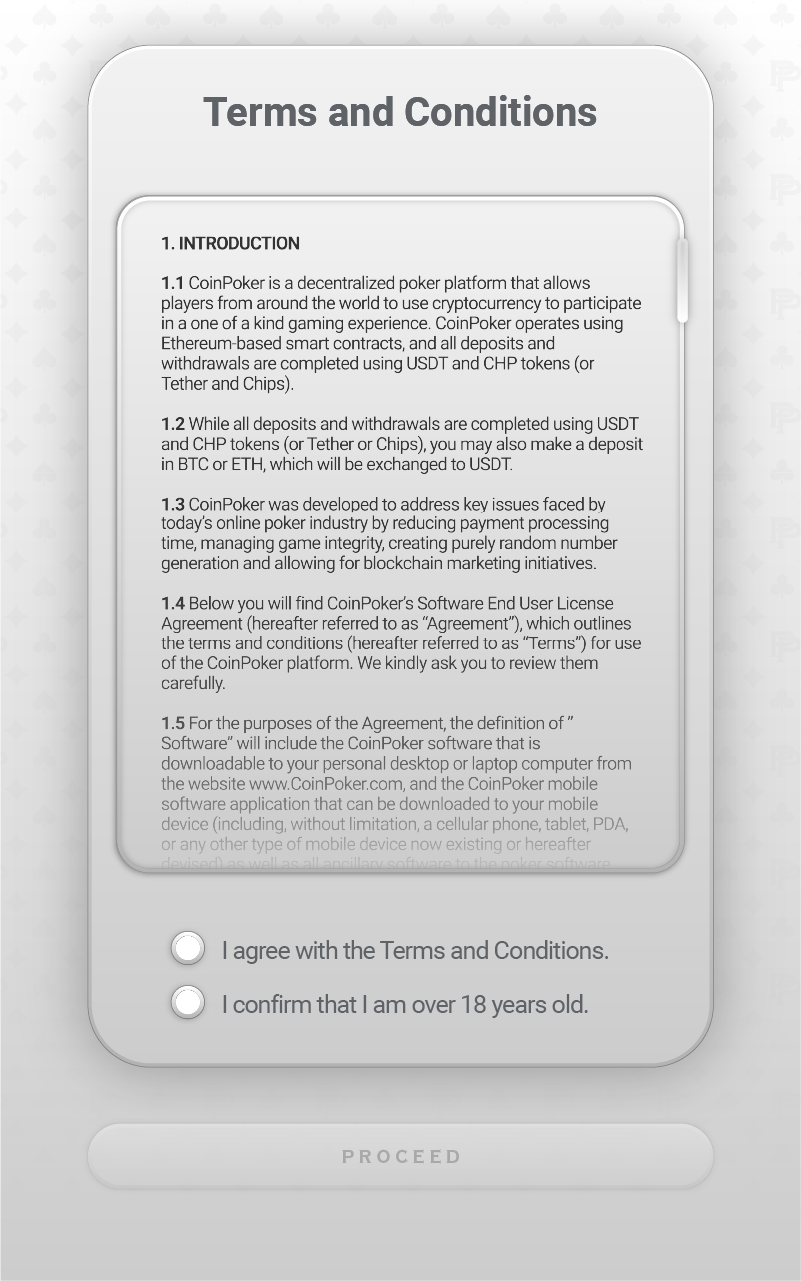 Terms and Conditions
1. INTRODUCTION
1.1 CoinPoker is a decentralized poker platform that allows
players from around the world to use cryptocurrency to participate
in a one of a kind gaming experience. CoinPoker operates using
Ethereum-based smart contracts, and all deposits and
withdrawals are completed using USDT and CHP tokens (or
Tether and Chips).
1.2 While all deposits and withdrawals are completed using USDT
and CHP tokens (or Tether or Chips), you may also make a deposit
in BTC or ETH, which will be exchanged to USDT.
1.3 CoinPoker was developed to address key issues faced by
today’s online poker industry by reducing payment processing
time, managing game integrity, creating purely random number
generation and allowing for blockchain marketing initiatives.
1.4 Below you will find CoinPoker’s Software End User License
Agreement (hereafter referred to as “Agreement”), which outlines
the terms and conditions (hereafter referred to as “Terms”) for use
of the CoinPoker platform. We kindly ask you to review them
carefully.
1.5 For the purposes of the Agreement, the definition of ”
Software” will include the CoinPoker software that is
downloadable to your personal desktop or laptop computer from
the website www.CoinPoker.com, and the CoinPoker mobile
software application that can be downloaded to your mobile
device (including, without limitation, a cellular phone, tablet, PDA,
or any other type of mobile device now existing or hereafter
devised) as well as all ancillary software to the poker software
I agree with the Terms and Conditions.
I confirm that I am over 18 years old.
PROCEED